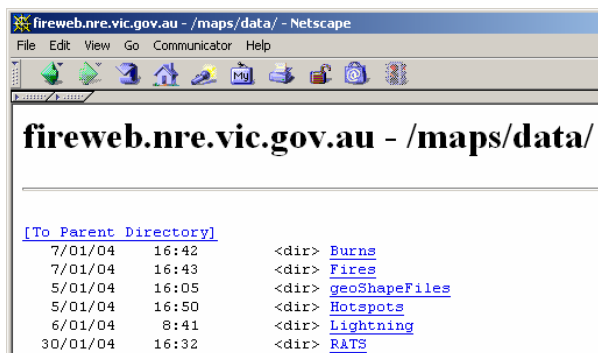 fireweb.nre.vic.gov.au - /maps/data/ - Netscape
File Edit View Go Communicator Help
My
fireweb.nre.vic.gov.au - /maps/data/
[To Parent Directory]
7/01/04 16:42 <dir> Burns
7/01/04 16:43 <dir> Fires
5/01/04 16:05 <dir> geoShapeFiles
5/01/04 16:50 <dir> Hotspots
6/01/04 8:41 <dir> Lightning
30/01/04 16:32 <dir> RATS